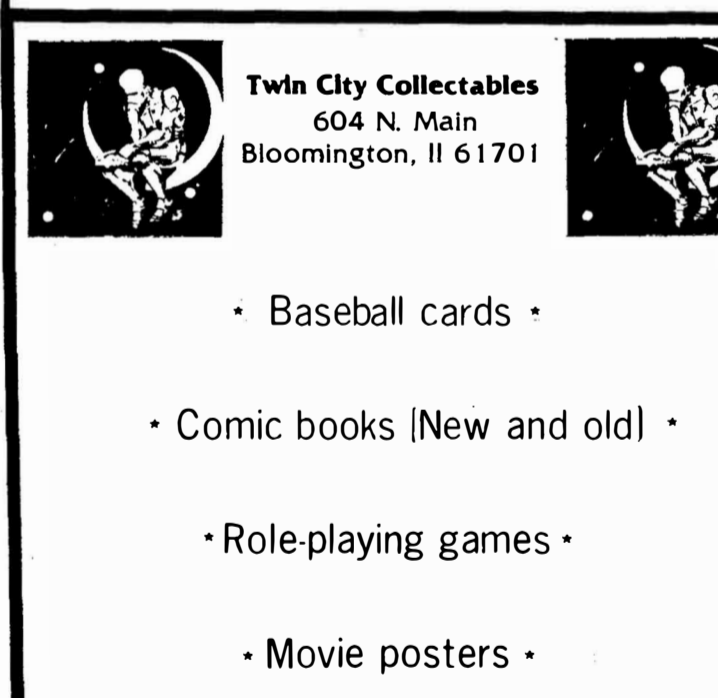 Twin City Collectables
604 N. Main
Bloomington, Il 61701
* Baseball cards *
* Comic books (New and old) *
* Role-playing games *
* Movie posters *